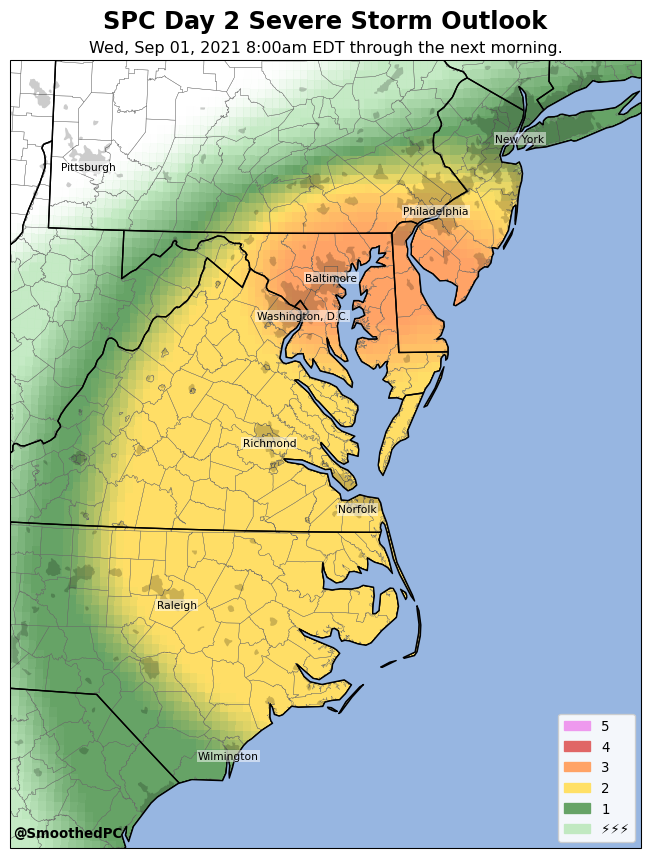 SPC Day 2 Severe Storm Outlook
Wed, Sep 01, 2021 8:00am EDT through the next morning.
New York
Pittsburgh
Philadelphia
Baltimore
Washington, D.C.
Richmond
Norfolk
Raleigh
Wilmington
5
4
3
2
1
⚡⚡⚡
@SmoothedPC